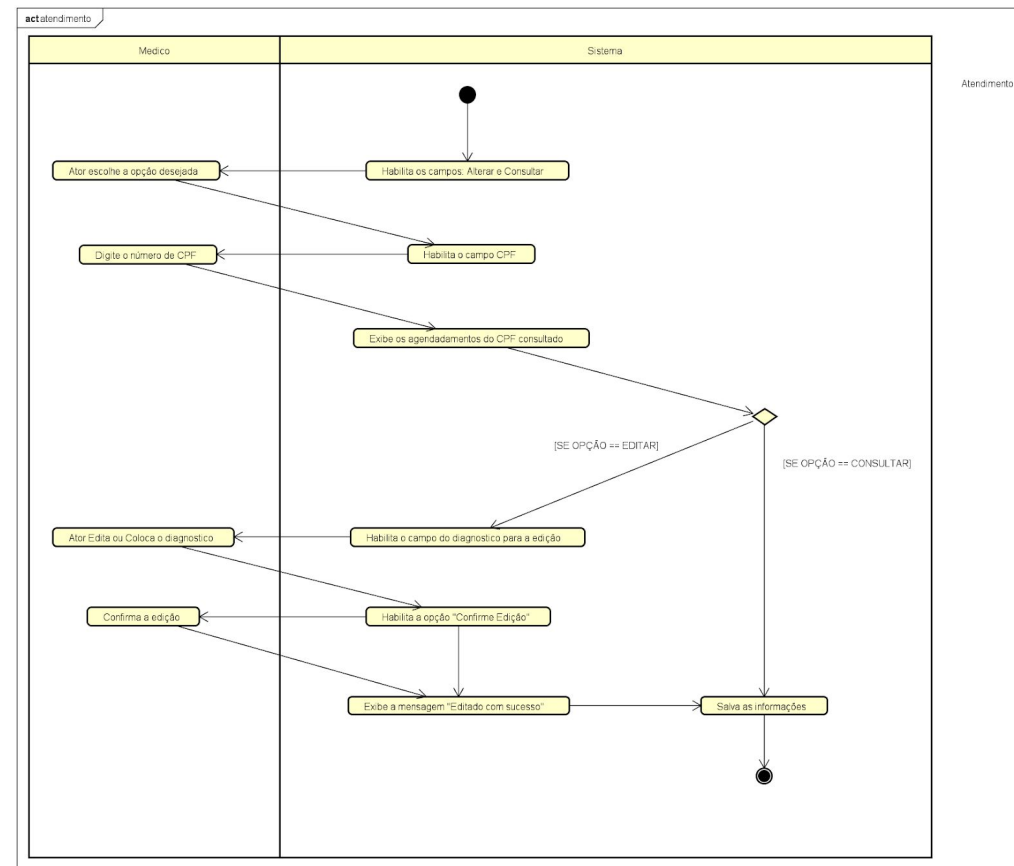 act atendimento
Medico
Sistema
Atendimento
Ator escolhe a opção desejada
Habilita os campos: Alterar e Consultar
Digite o número de CPF
Habilita o campo CPF
Exibe os agendadamentos do CPF consultado
[SE OPÇÃO == EDITAR]
[SE OPÇÃO == CONSULTAR]
Ator Edita ou Coloca o diagnostico
Habilita o campo do diagnostico para a edição
Confirma a edição
Habilita a opção "Confirme Edição"
Exibe a mensagem "Editado com sucesso"
Salva as informações